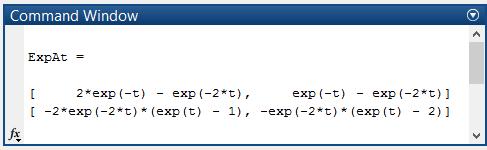 Command Window
ExpAt =
[     2*exp(-t) - exp(-2*t),     exp(-t) - exp(-2*t)]
[ -2*exp(-2*t)*(exp(t) - 1), -exp(-2*t)*(exp(t) - 2)]
fx